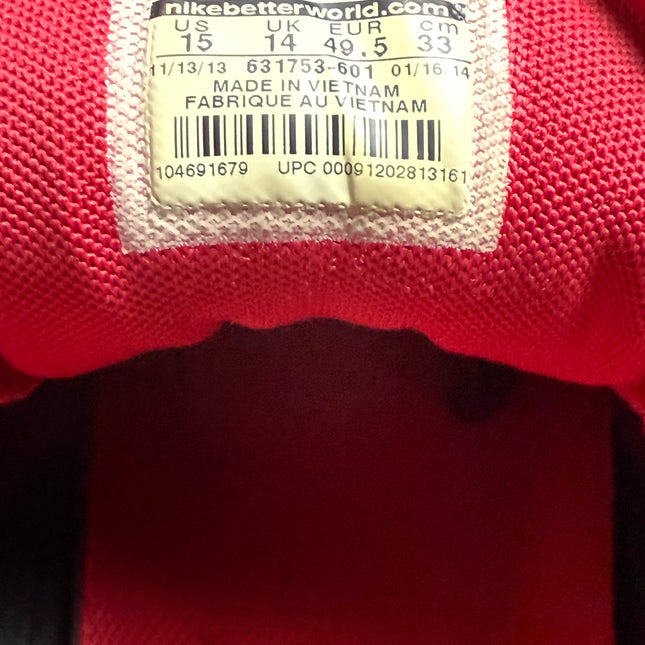 nikebetterworld.com
US UK EUR cm
15 14 49.5 33
11/13/13 631753-601 01/16/14
MADE IN VIETNAM
FABRIQUE AU VIETNAM
104691679 UPC 00091202813161